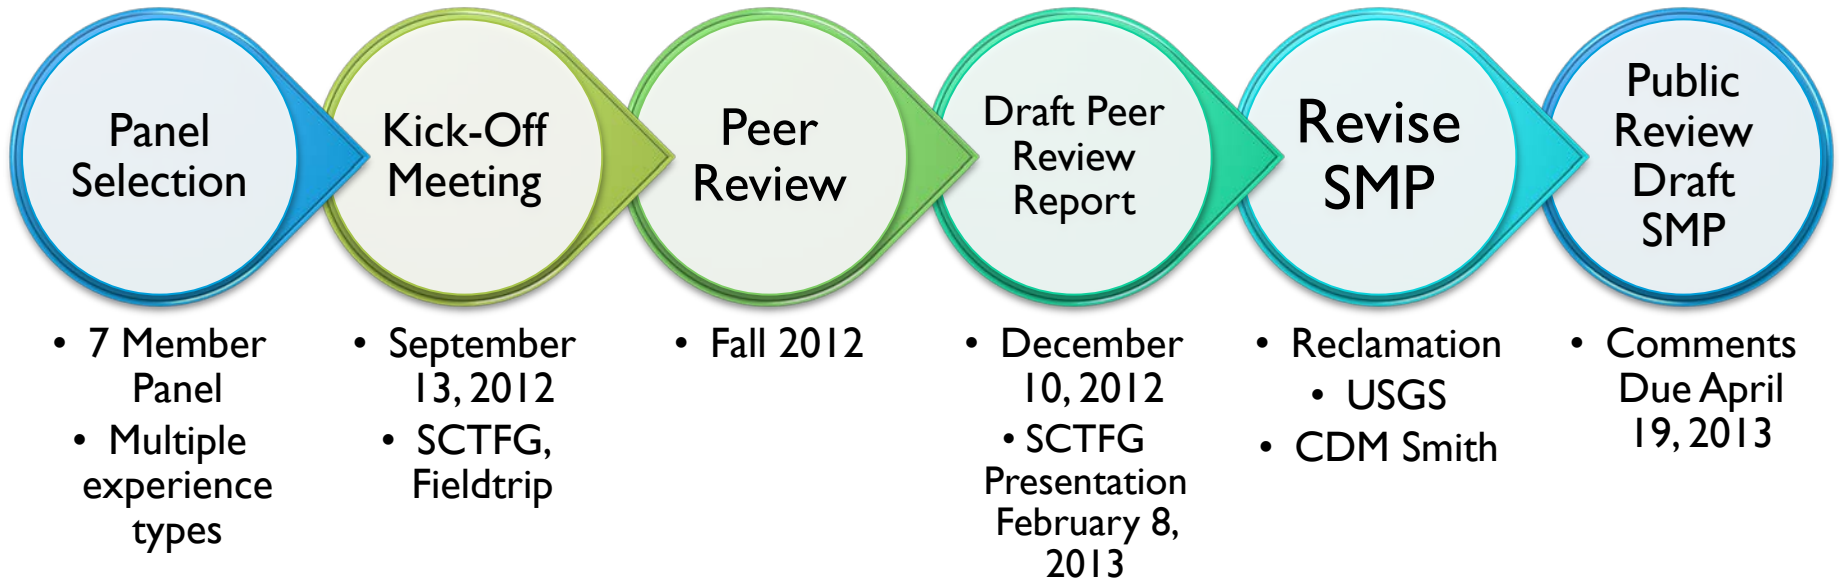 Panel
Selection
• 7 Member
Panel
• Multiple
experience
types
Kick-Off
Meeting
• September
13, 2012
• SCTFG,
Fieldtrip
Peer
Review
• Fall 2012
Draft Peer
Review
Report
• December
10, 2012
• SCTFG
Presentation
February 8,
2013
Revise
SMP
• Reclamation
• USGS
• CDM Smith
Public
Review
Draft
SMP
• Comments
Due April
19, 2013